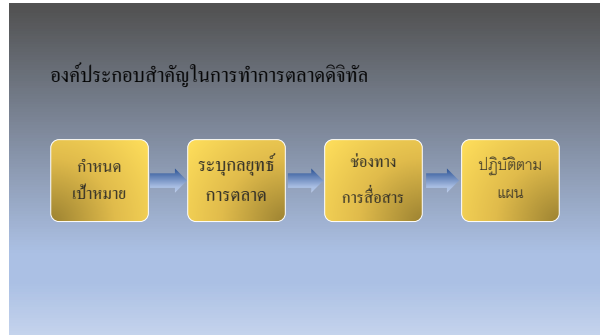 องค์ประกอบสำคัญในการทำการตลาดดิจิทัล
กำหนด
เป้าหมาย
ระบุกลยุทธ์
การตลาด
ช่องทาง
การสื่อสาร
ปฏิบัติตาม
แผน